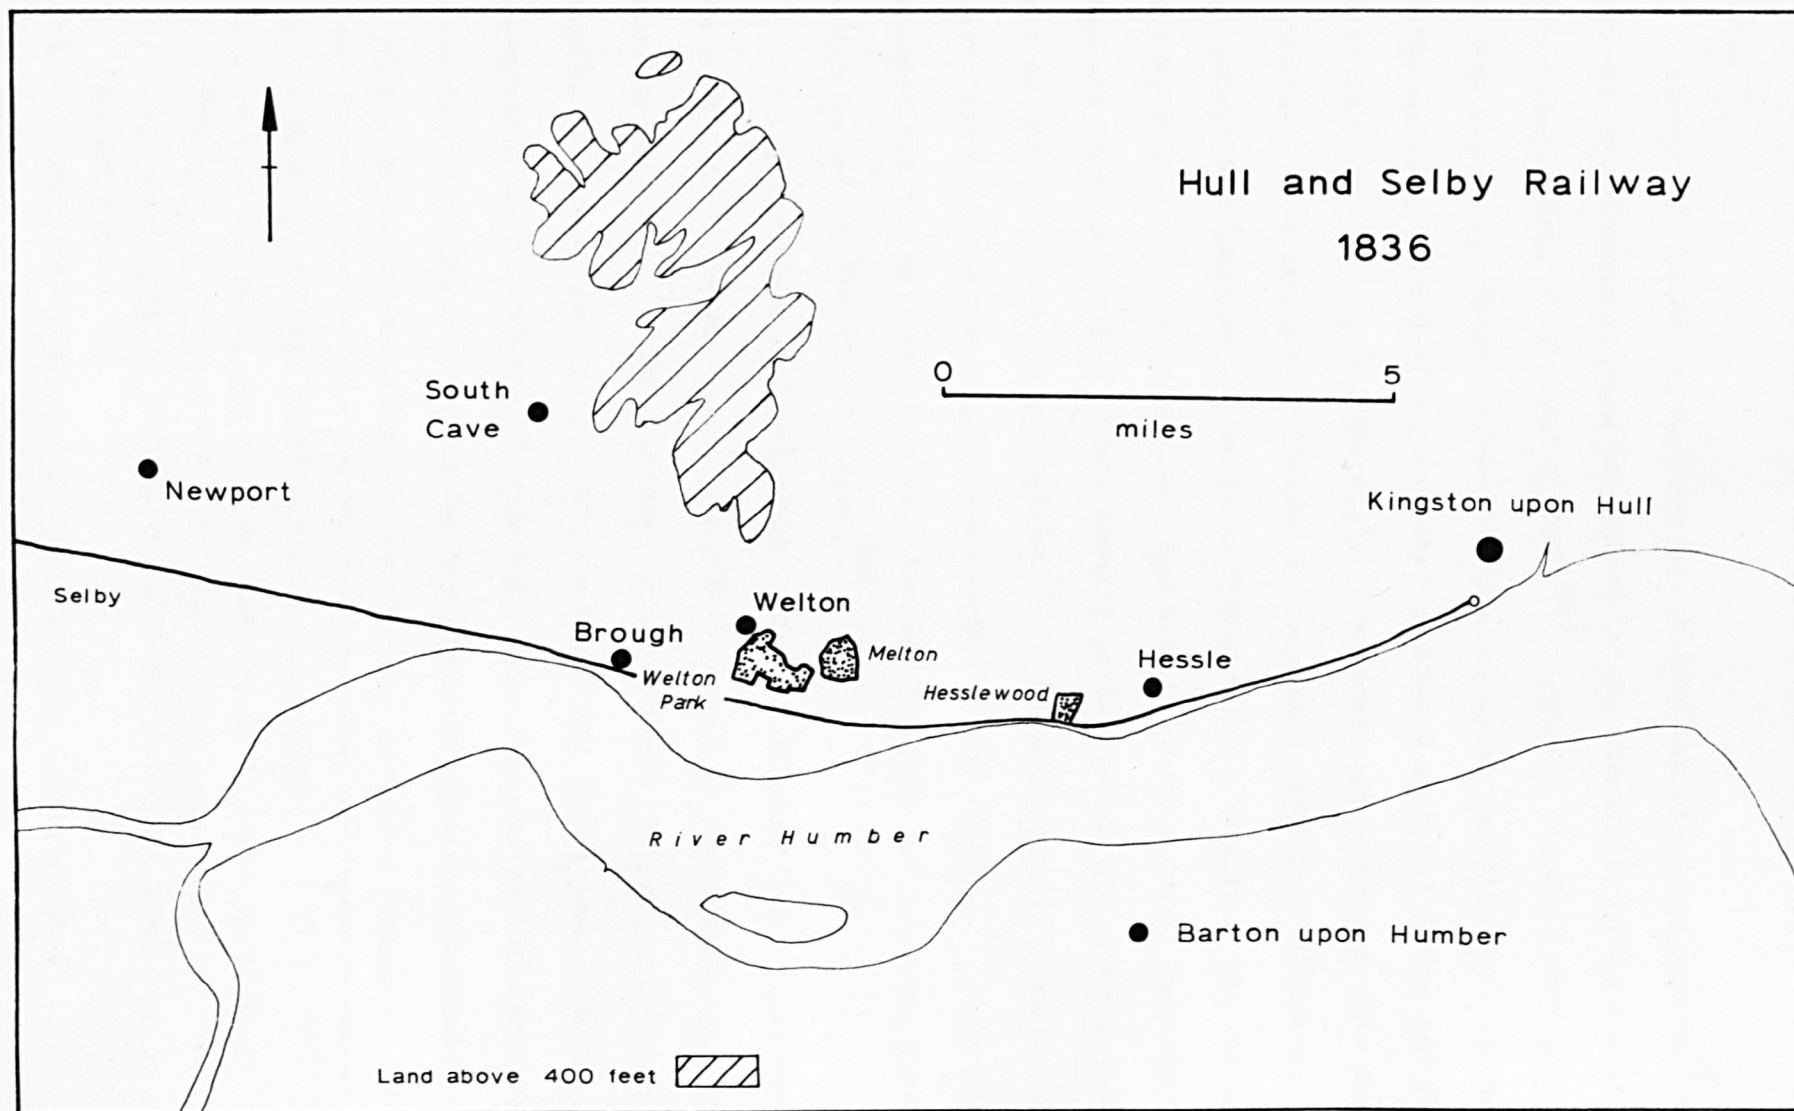 Hull and Selby Railway
1836
0 5
miles
South
Cave
Newport
Kingston upon Hull
Selby
Welton
Brough
Melton
Welton
Park
Hesslewood
Hessle
River Humber
Barton upon Humber
Land above 400 feet